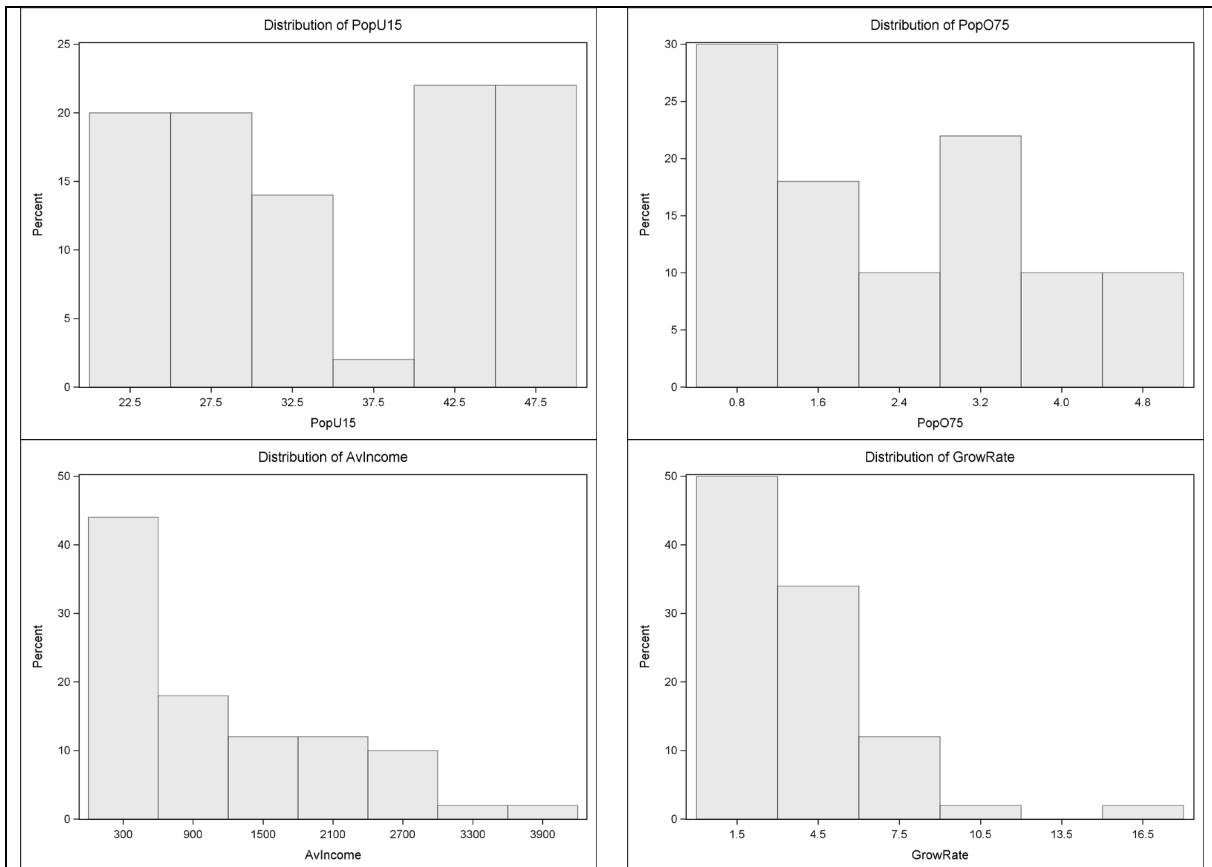 Distribution of PopU15
25
20
15
10
5
0
Percent
22.5 27.5 32.5 37.5 42.5 47.5
PopU15
Distribution of PopO75
30
25
20
15
10
5
0
Percent
0.8 1.6 2.4 3.2 4.0 4.8
PopO75
Distribution of AvIncome
50
40
30
20
10
0
Percent
300 900 1500 2100 2700 3300 3900
AvIncome
Distribution of GrowRate
50
40
30
20
10
0
Percent
1.5 4.5 7.5 10.5 13.5 16.5
GrowRate